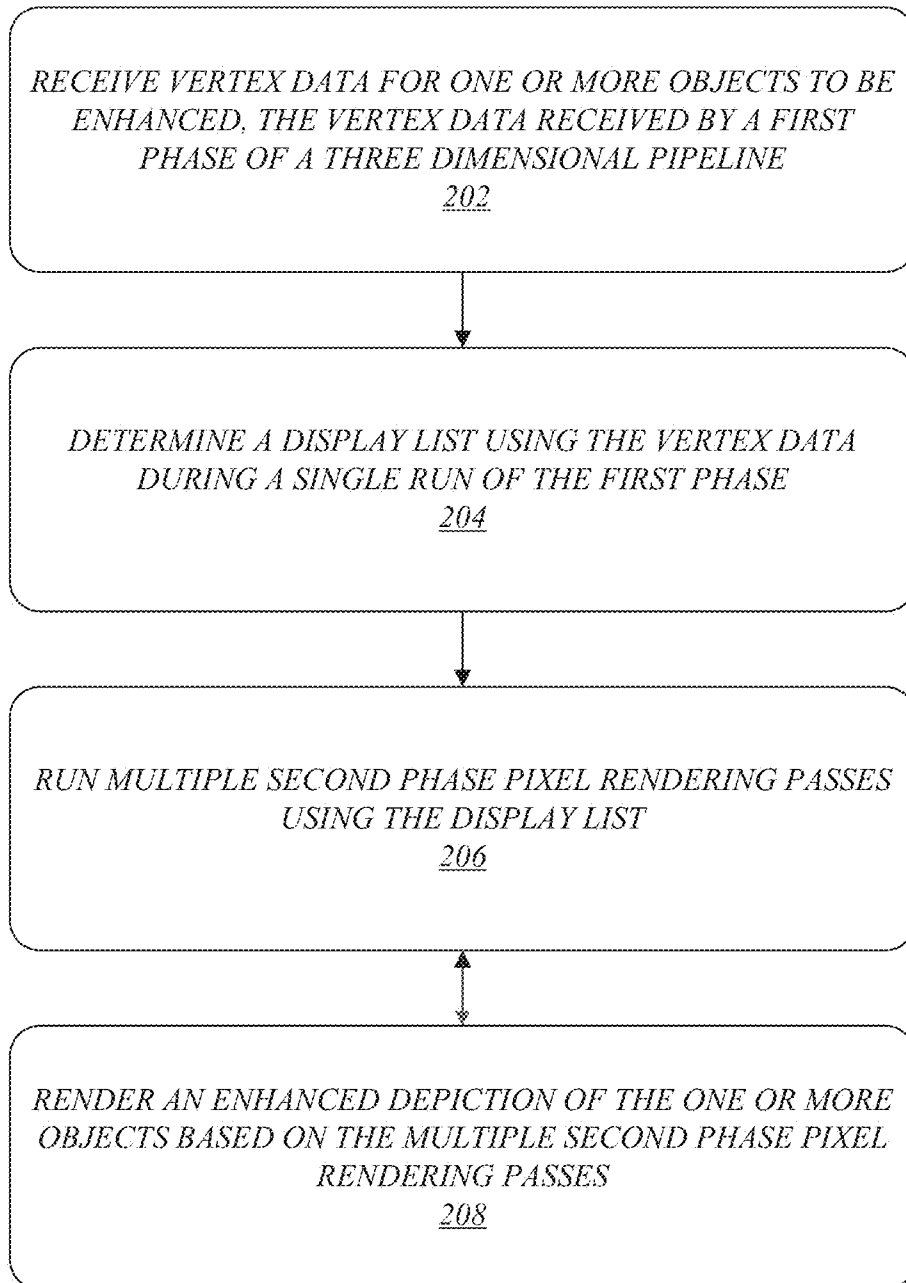 RECEIVE VERTEX DATA FOR ONE OR MORE OBJECTS TO BE
ENHANCED, THE VERTEX DATA RECEIVED BY A FIRST
PHASE OF A THREE DIMENSIONAL PIPELINE
202
DETERMINE A DISPLAY LIST USING THE VERTEX DATA
DURING A SINGLE RUN OF THE FIRST PHASE
204
RUN MULTIPLE SECOND PHASE PIXEL RENDERING PASSES
USING THE DISPLAY LIST
206
RENDER AN ENHANCED DEPICTION OF THE ONE OR MORE
OBJECTS BASED ON THE MULTIPLE SECOND PHASE PIXEL
RENDERING PASSES
208